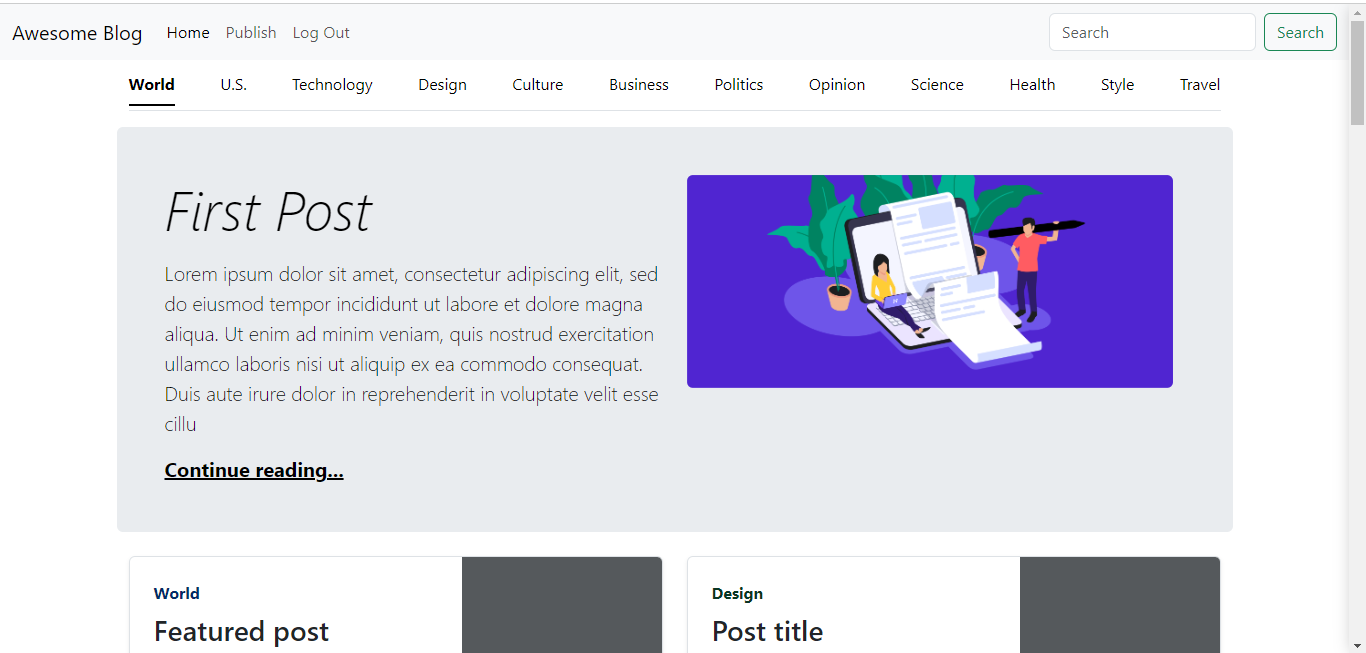 Awesome Blog Home Publish Log Out Search Search
World U.S. Technology Design Culture Business Politics Opinion Science Health Style Travel
First Post
Lorem ipsum dolor sit amet, consectetur adipiscing elit, sed
do eiusmod tempor incididunt ut labore et dolore magna
aliqua. Ut enim ad minim veniam, quis nostrud exercitation
ullamco laboris nisi ut aliquip ex ea commodo consequat.
Duis aute irure dolor in reprehenderit in voluptate velit esse
cillu
Continue reading...
World
Featured post
Design
Post title